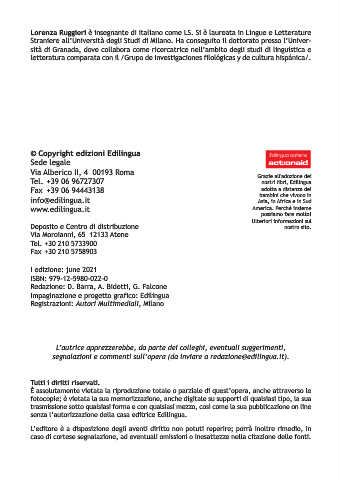 Lorenza Ruggieri è insegnante di italiano come LS. Si è laureata in Lingue e Letterature
Straniere all'Università degli Studi di Milano. Ha conseguito il dottorato presso l'Univer-
sità di Granada, dove collabora come ricercatrice nell'ambito degli studi di linguistica e
letteratura comparata con il /Grupo de investigaciones filológicas y de cultura hispánica/.
© Copyright edizioni Edilingua
Sede legale
Via Alberico II, 4 00193 Roma
Tel. +39 06 96727307
Fax +39 06 94443138
info@edilingua.it
www.edilingua.it
Deposito e Centro di distribuzione
Via Moroianni, 65 12133 Atene
Tel. +30 210 5733900
Fax +30 210 5758903
I edizione: june 2021
ISBN: 979-12-5980-022-0
Redazione: D. Barra, A. Bidetti, G. Falcone
Impaginazione e progetto grafico: Edilingua
Registrazioni: Autori Multimediali, Milano
Edilingua sostiene
actionaid
Grazie all'adozione dei
nostri libri, Edilingua
adotta a distanza dei
bambini che vivono in
Asia, in Africa e in Sud
America. Perché insieme
possiamo fare molto!
Ulteriori informazioni sul
nostro sito.
L'autrice apprezzerebbe, da parte dei colleghi, eventuali suggerimenti,
segnalazioni e commenti sull'opera (da inviare a redazione@edilingua.it).
Tutti i diritti riservati.
È assolutamente vietata la riproduzione totale o parziale di quest'opera, anche attraverso le
fotocopie; è vietata la sua memorizzazione, anche digitale su supporti di qualsiasi tipo, la sua
trasmissione sotto qualsiasi forma e con qualsiasi mezzo, così come la sua pubblicazione on line
senza l'autorizzazione della casa editrice Edilingua.
L'editore è a disposizione degli aventi diritto non potuti reperire; porrà inoltre rimedio, in
caso di cortese segnalazione, ad eventuali omissioni o inesattezze nella citazione delle fonti.